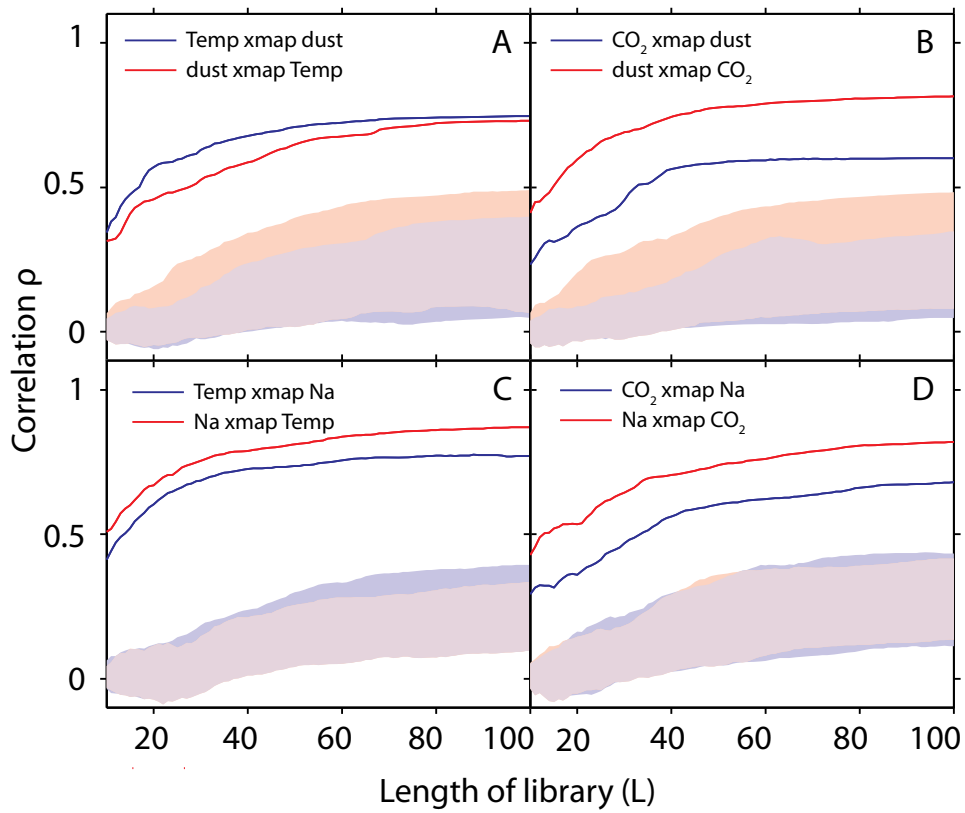 1
Temp xmap dust
dust xmap Temp
A
CO₂ xmap dust
dust xmap CO₂
B
0.5
0
Correlation ρ
1
Temp xmap Na
Na xmap Temp
C
CO₂ xmap Na
Na xmap CO₂
D
0.5
0
20 40 60 80 100 20 40 60 80 100
Length of library (L)